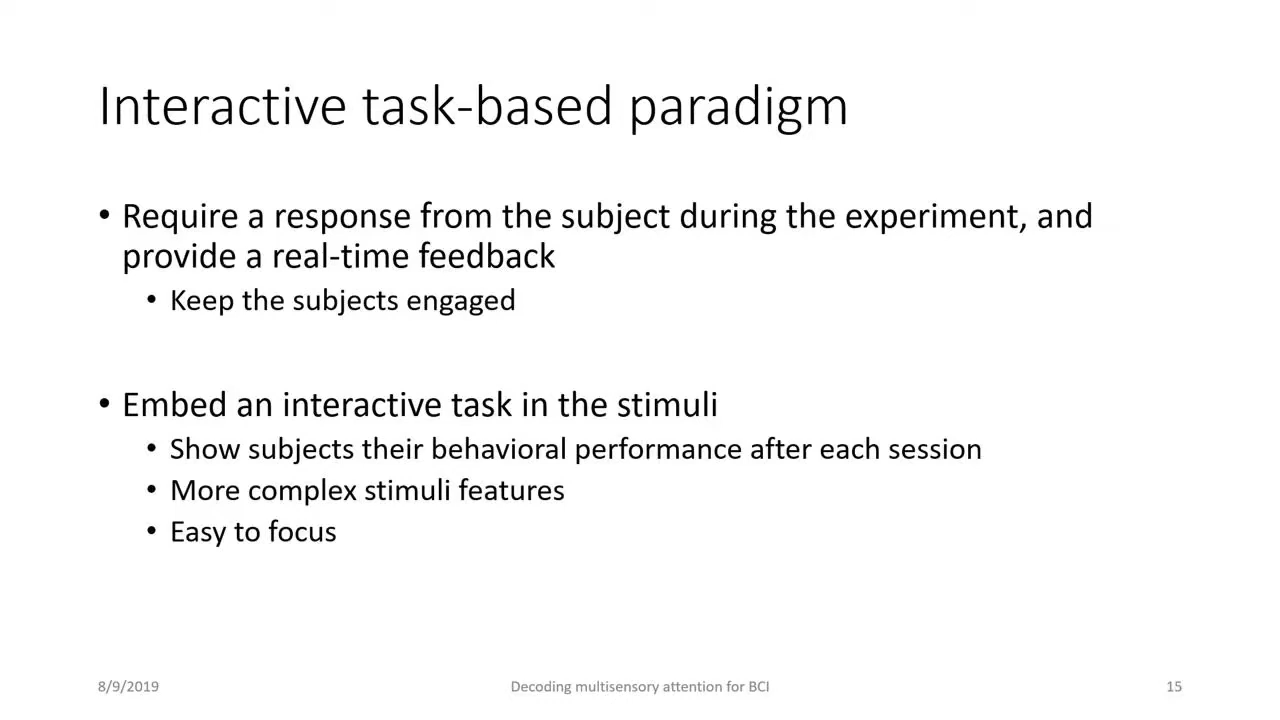 Interactive task-based paradigm
• Require a response from the subject during the experiment, and
provide a real-time feedback
• Keep the subjects engaged
• Embed an interactive task in the stimuli
• Show subjects their behavioral performance after each session
• More complex stimuli features
• Easy to focus
8/9/2019
Decoding multisensory attention for BCI
15